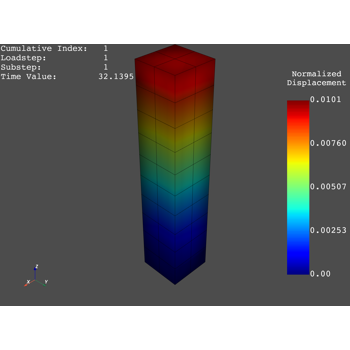 Cumulative Index: 1
Loadstep: 1
Substep: 1
Time Value: 32.1395
Normalized
Displacement
0.0101
0.00760
0.00507
0.00253
0.00
Z
X Y